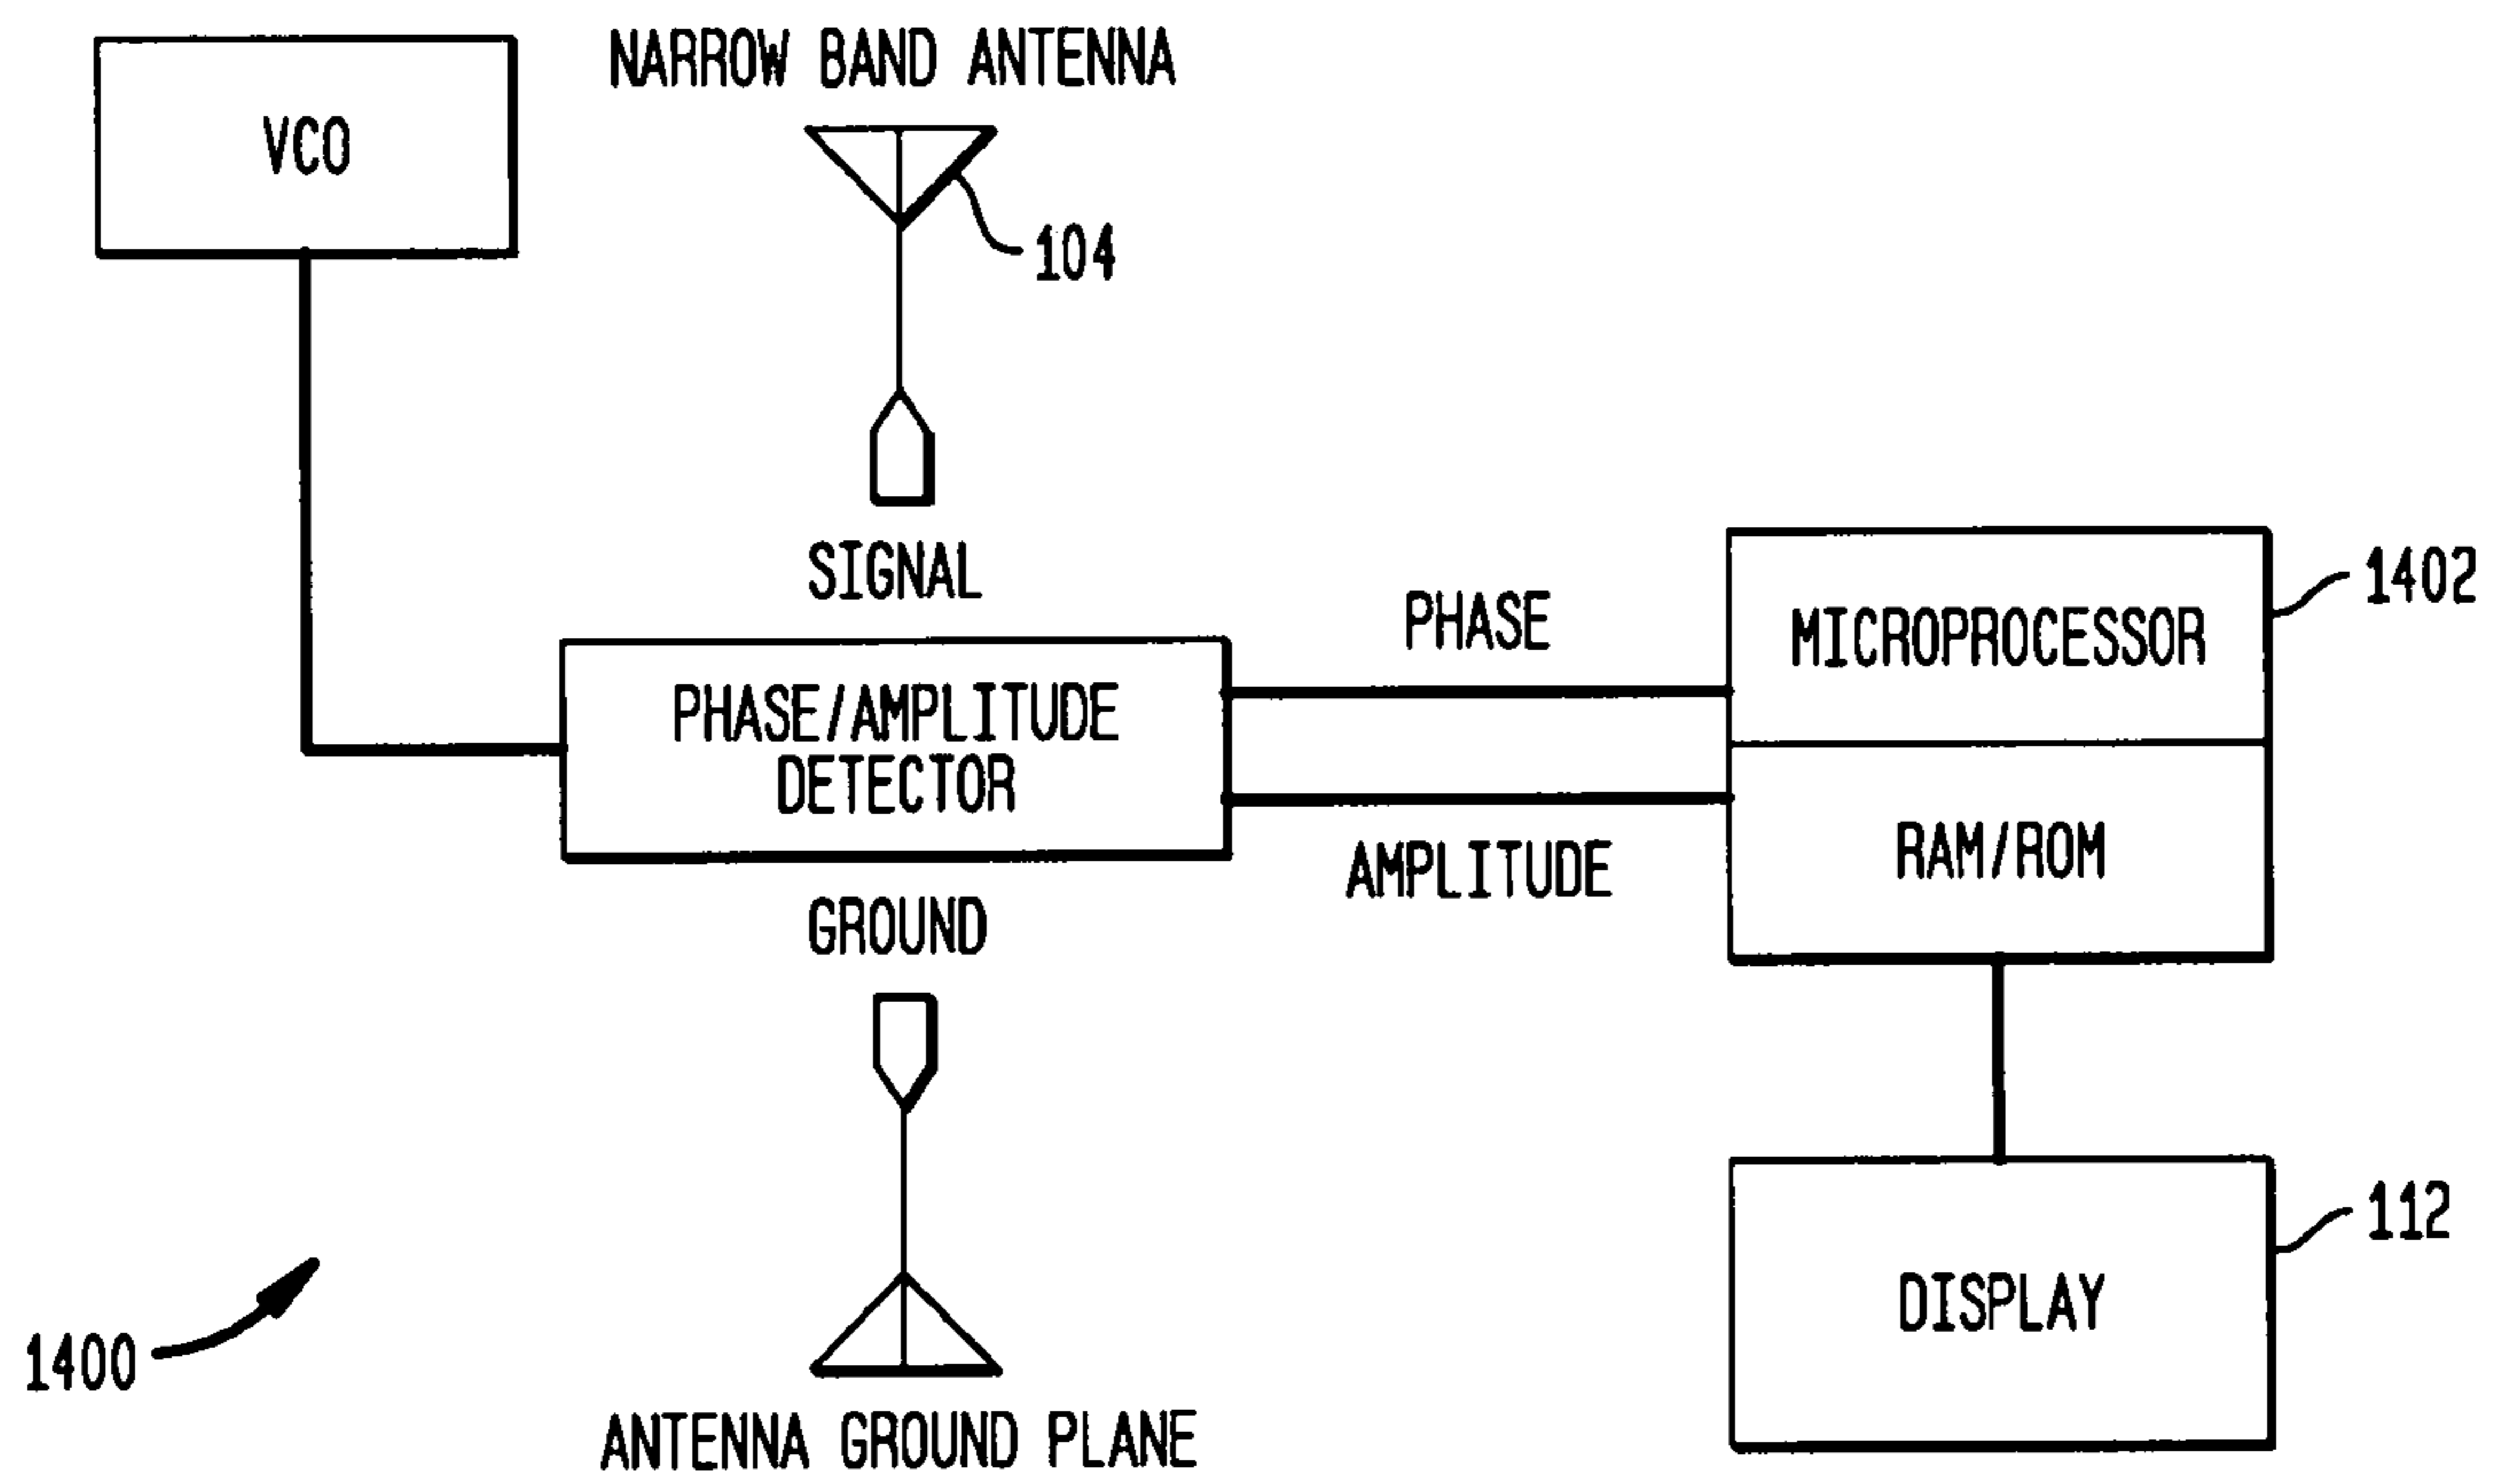 NARROW BAND ANTENNA
VCO
104
SIGNAL
PHASE
1402
MICROPROCESSOR
PHASE/AMPLITUDE
DETECTOR
RAM/ROM
AMPLITUDE
GROUND
112
DISPLAY
1400
ANTENNA GROUND PLANE